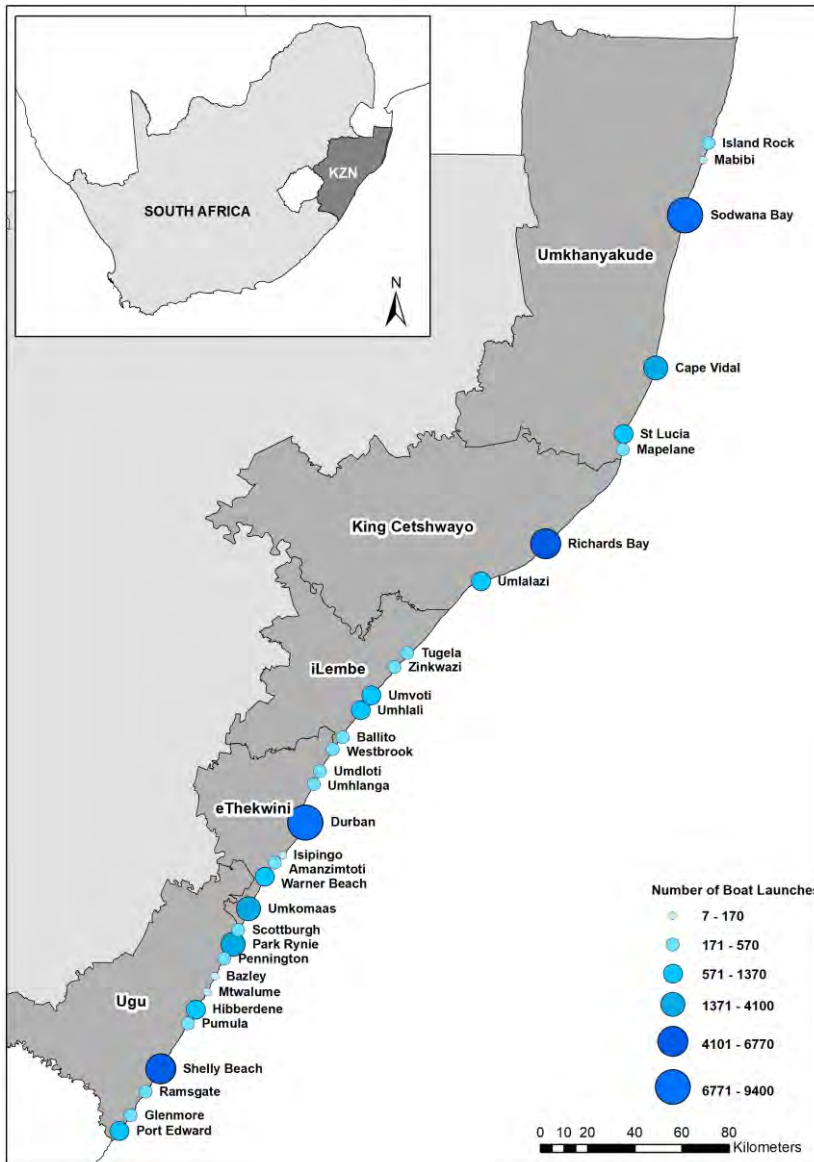 KZN
SOUTH AFRICA
N
Island Rock
Mabibi
Sodwana Bay
Umkhanyakude
Cape Vidal
St Lucia
Mapelane
King Cetshwayo
Richards Bay
Umlalazi
Tugela
iLembe
Zinkwazi
Umvoti
Umhlali
Ballito
Westbrook
Umdloti
Umhlanga
eThekwini
Durban
Isipingo
Amanzimtoti
Warner Beach
Umkomaas
Scottburgh
Park Rynie
Pennington
Bazley
Mtwalume
Ugu
Hibberdene
Pumula
Shelly Beach
Ramsgate
Glenmore
Port Edward
Number of Boat Launches
7 - 170
171 - 570
571 - 1370
1371 - 4100
4101 - 6770
6771 - 9400
0 10 20 40 60 80
Kilometers